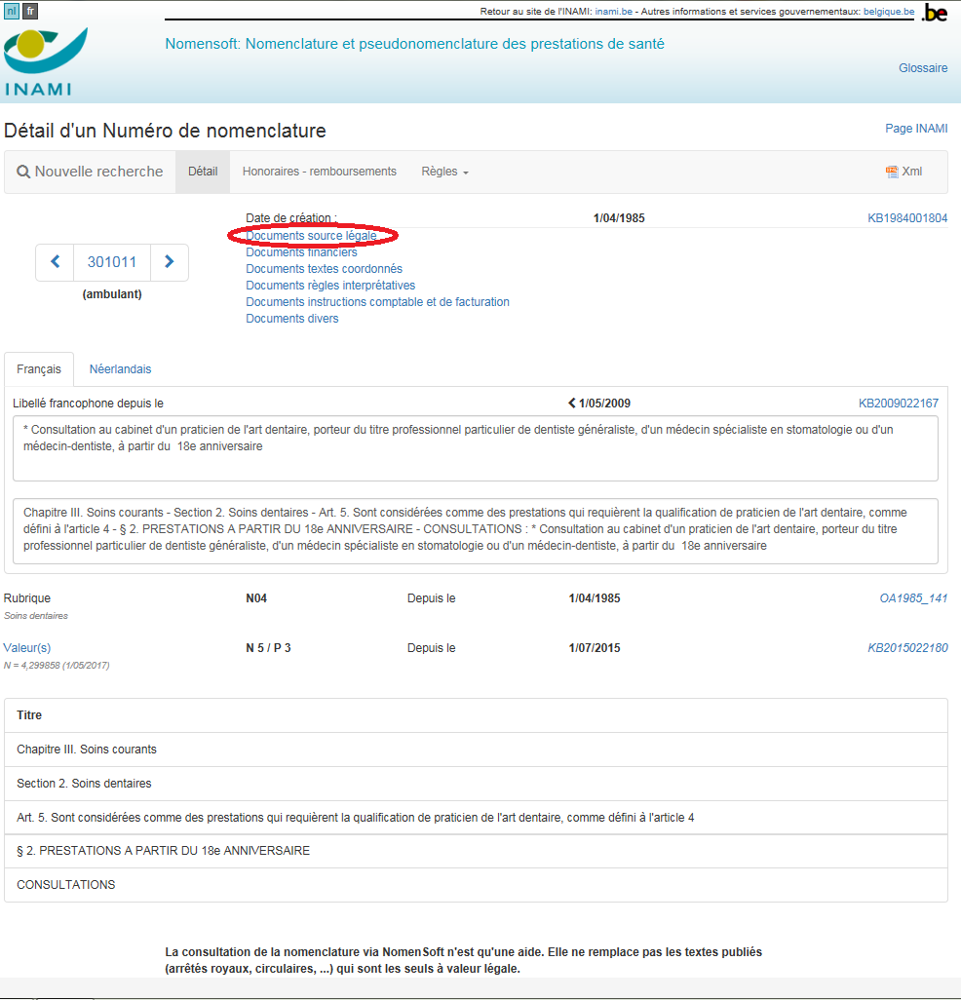 nl fr
Retour au site de l'INAMI: inami.be - Autres informations et services gouvernementaux: belgique.be
.be
Nomensoft: Nomenclature et pseudonomenclature des prestations de santé
Glossaire
INAMI
Détail d'un Numéro de nomenclature
Page INAMI
Nouvelle recherche Détail Honoraires - remboursements Règles Xml
Date de création : 1/04/1985 KB1984001804
Documents source légale
Documents financiers
301011
Documents textes coordonnés
Documents règles interprétatives
(ambulant)
Documents instructions comptable et de facturation
Documents divers
Français Néerlandais
Libellé francophone depuis le 1/05/2009 KB2009022167
* Consultation au cabinet d'un praticien de l'art dentaire, porteur du titre professionnel particulier de dentiste généraliste, d'un médecin spécialiste en stomatologie ou d'un
médecin-dentiste, à partir du 18e anniversaire
Chapitre III. Soins courants - Section 2. Soins dentaires - Art. 5. Sont considérées comme des prestations qui requièrent la qualification de praticien de l'art dentaire, comme
défini à l'article 4 - § 2. PRESTATIONS A PARTIR DU 18e ANNIVERSAIRE - CONSULTATIONS : * Consultation au cabinet d'un praticien de l'art dentaire, porteur du titre
professionnel particulier de dentiste généraliste, d'un médecin spécialiste en stomatologie ou d'un médecin-dentiste, à partir du 18e anniversaire
Rubrique N04 Depuis le 1/04/1985 OA1985_141
Soins dentaires
Valeur(s) N 5 / P 3 Depuis le 1/07/2015 KB2015022180
N = 4,299858 (1/05/2017)
Titre
Chapitre III. Soins courants
Section 2. Soins dentaires
Art. 5. Sont considérées comme des prestations qui requièrent la qualification de praticien de l'art dentaire, comme défini à l'article 4
§ 2. PRESTATIONS A PARTIR DU 18e ANNIVERSAIRE
CONSULTATIONS
La consultation de la nomenclature via NomenSoft n'est qu'une aide. Elle ne remplace pas les textes publiés
(arrêtés royaux, circulaires, ...) qui sont les seuls à valeur légale.